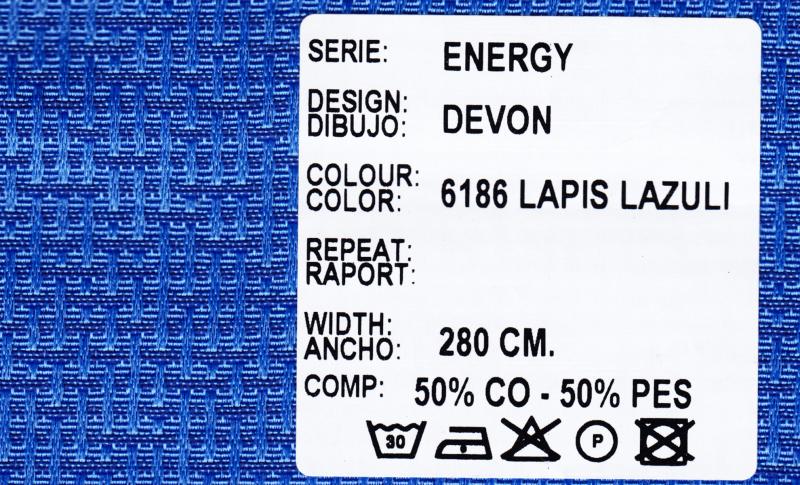 SERIE: ENERGY
DESIGN:
DIBUJO: DEVON
COLOUR:
COLOR: 6186 LAPIS LAZULI
REPEAT:
RAPORT:
WIDTH:
ANCHO: 280 CM.
COMP: 50% CO - 50% PES
30 P